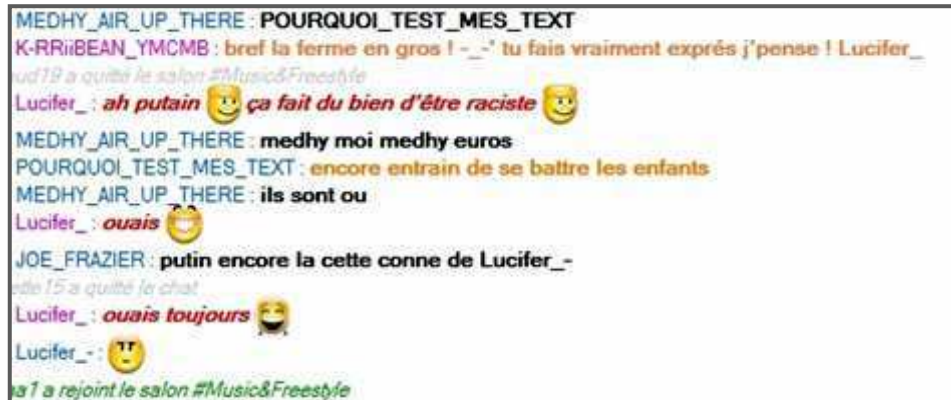 MEDHY_AIR_UP_THERE : POURQUOI_TEST_MES_TEXT
K-RRiiBEAN_YMCMB : bref la ferme en gros ! -_-' tu fais vraiment exprés j'pense ! Lucifer_
a quitté le salon #Music&Freestyle
Lucifer_ : ah putain ça fait du bien d'être raciste
MEDHY_AIR_UP_THERE : medhy moi medhy euros
POURQUOI_TEST_MES_TEXT : encore entrain de se battre les enfants
MEDHY_AIR_UP_THERE : ils sont ou
Lucifer_ : ouais
JOE_FRAZIER : putin encore la cette conne de Lucifer_-
a quitté le chat
Lucifer_ : ouais toujours
Lucifer_- :
a rejoint le salon #Music&Freestyle